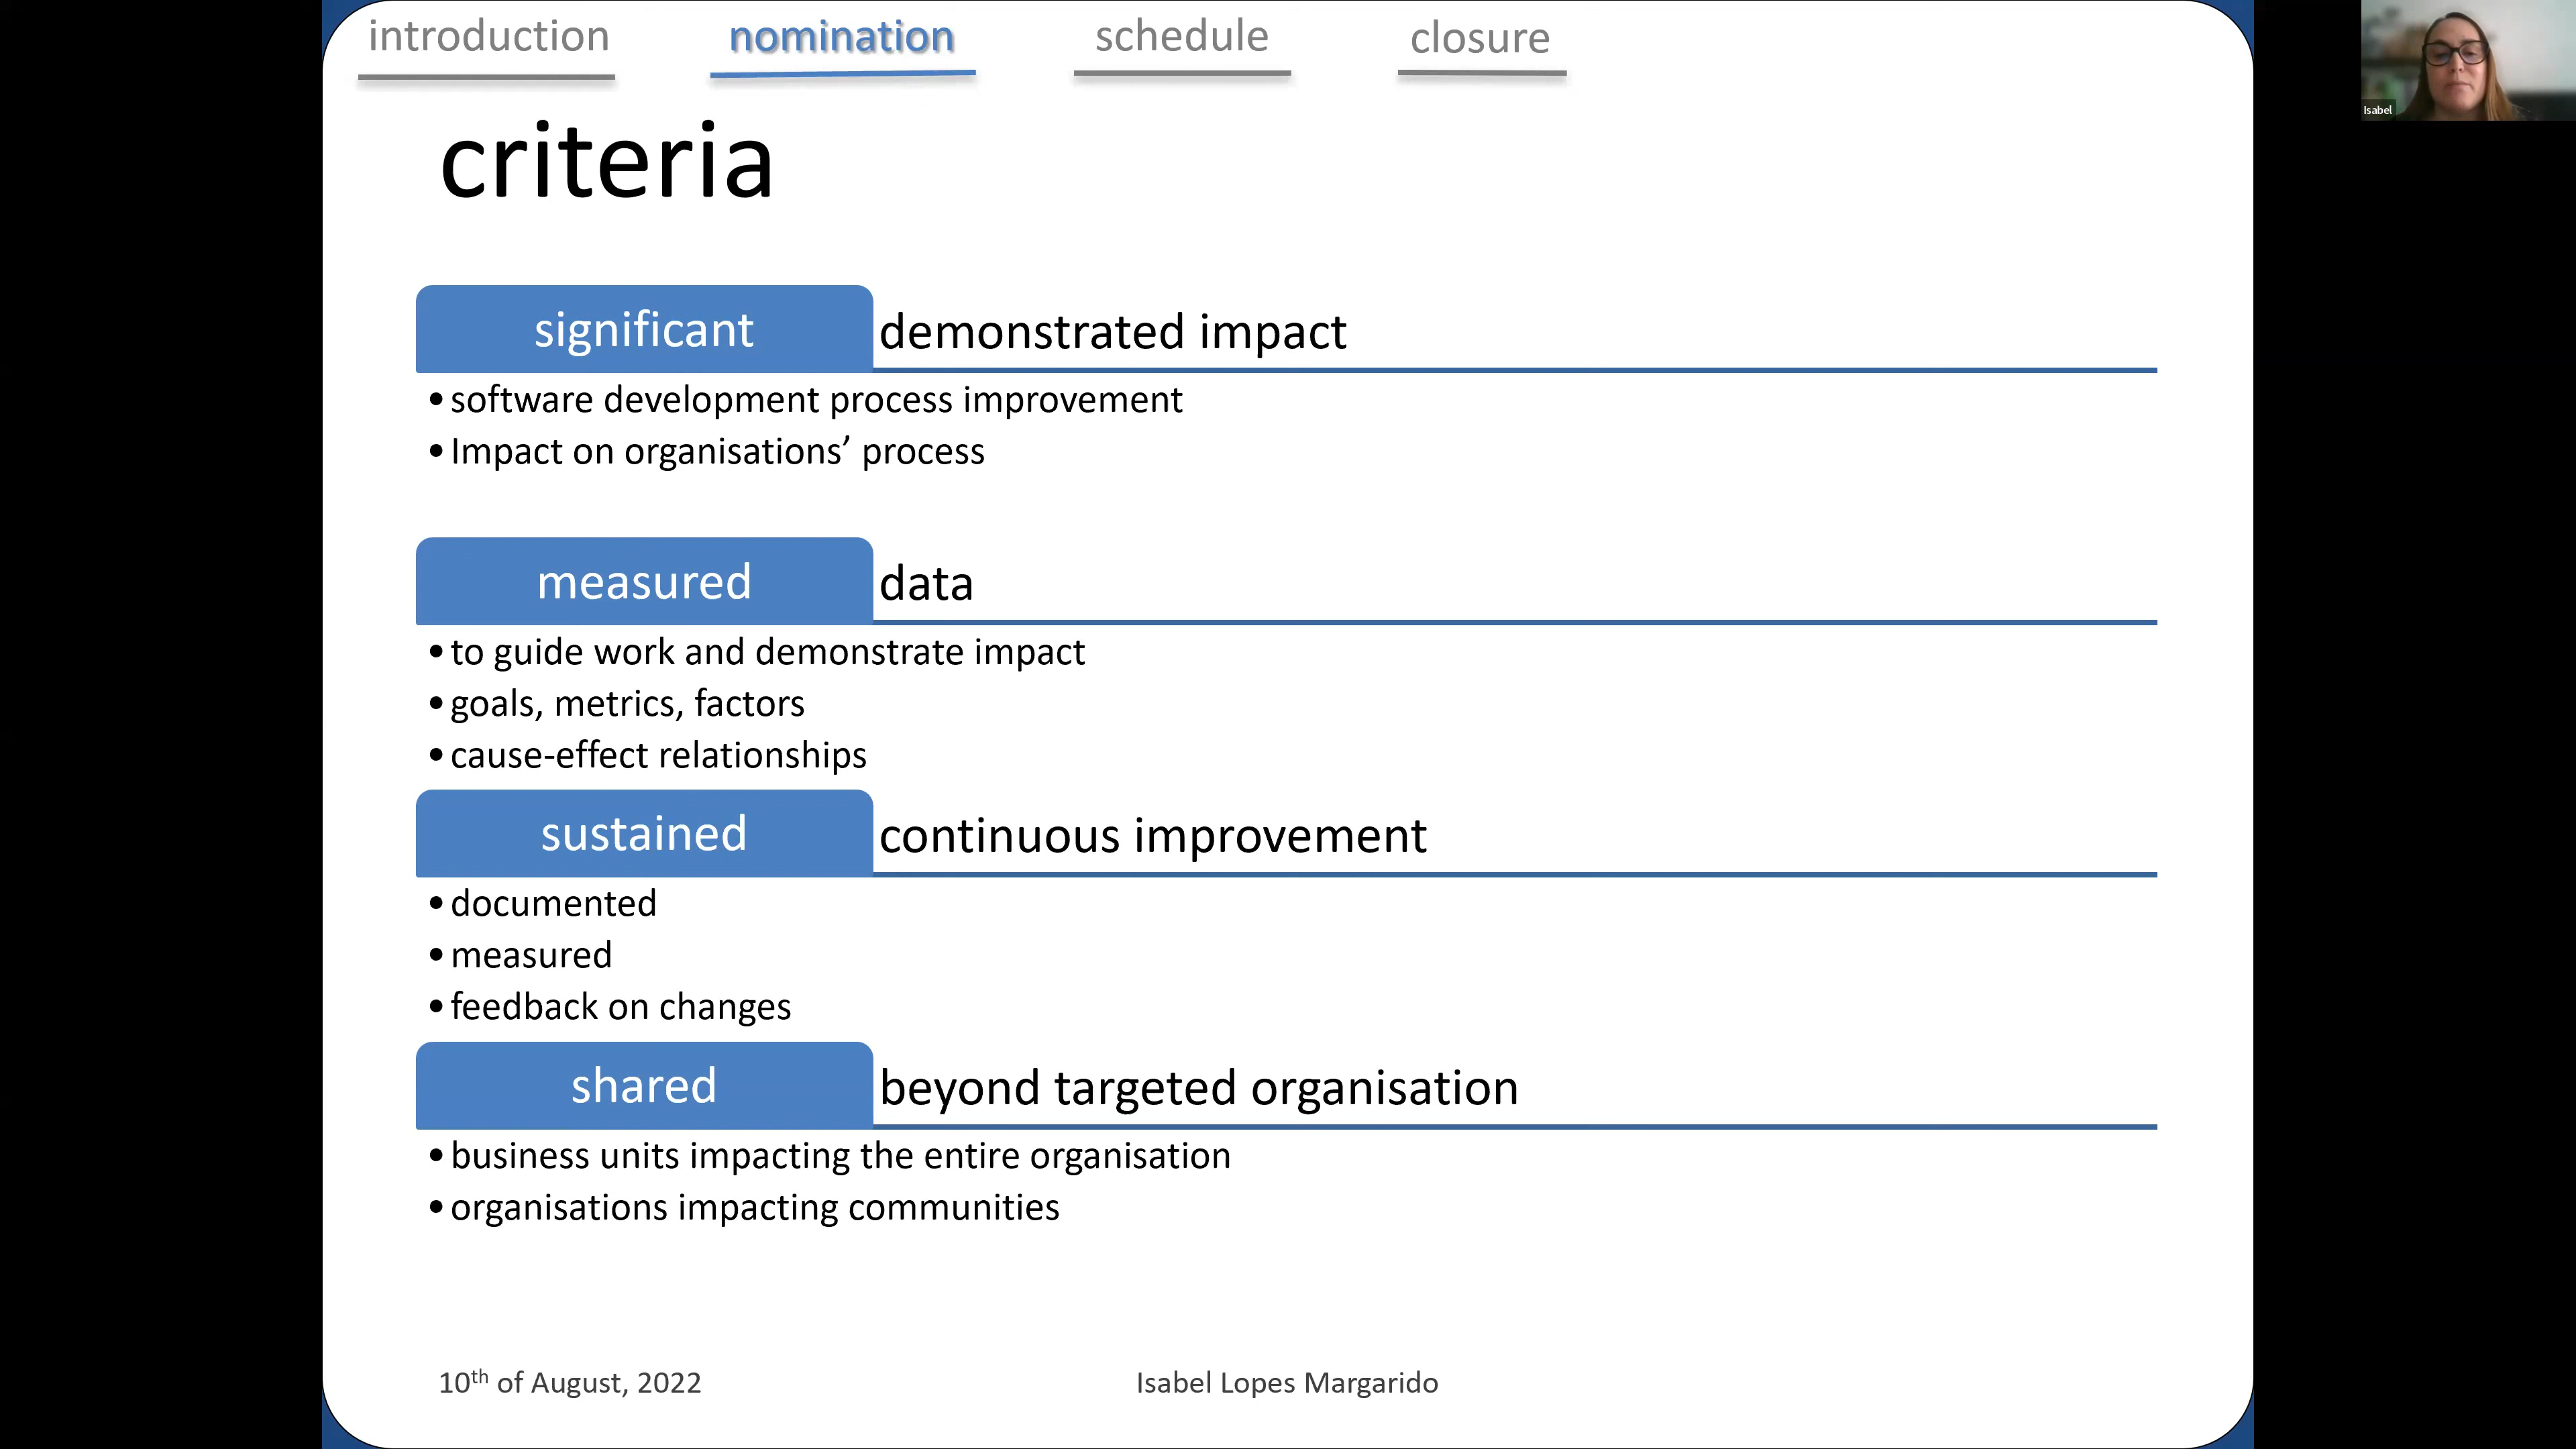 introduction nomination schedule closure
criteria
significant demonstrated impact
• software development process improvement
• Impact on organisations’ process
measured data
• to guide work and demonstrate impact
• goals, metrics, factors
• cause-effect relationships
sustained continuous improvement
• documented
• measured
• feedback on changes
shared beyond targeted organisation
• business units impacting the entire organisation
• organisations impacting communities
10th of August, 2022 Isabel Lopes Margarido
Isabel